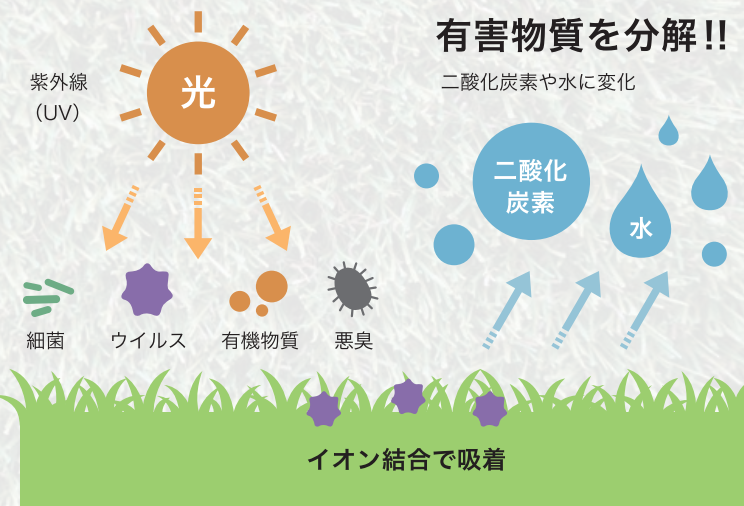 有害物質を分解!!
二酸化炭素や水に変化
紫外線
（UV）
光
二酸化
炭素
水
細菌
ウイルス
有機物質
悪臭
イオン結合で吸着